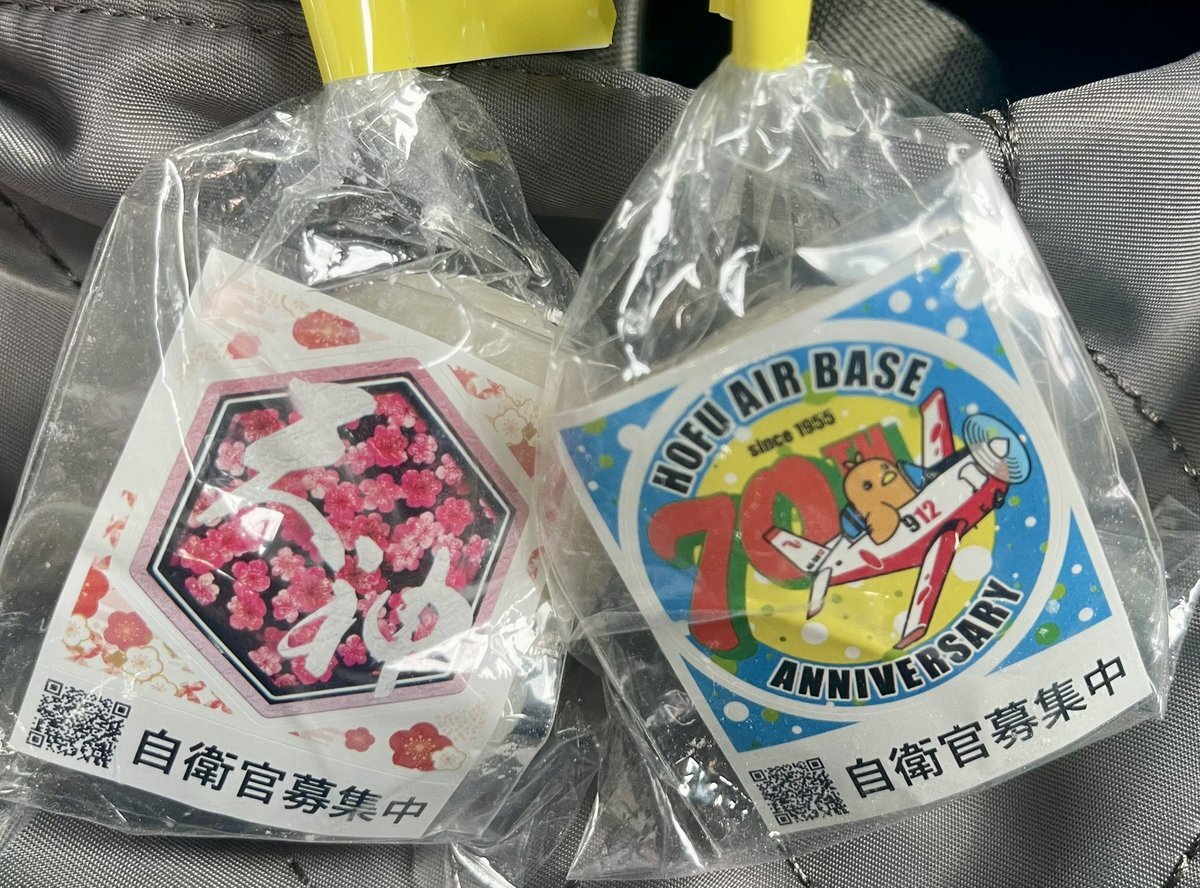 天神
自衛官募集中
HOFU AIR BASE
since 1955
70TH
912
ANNIVERSARY
自衛官募集中